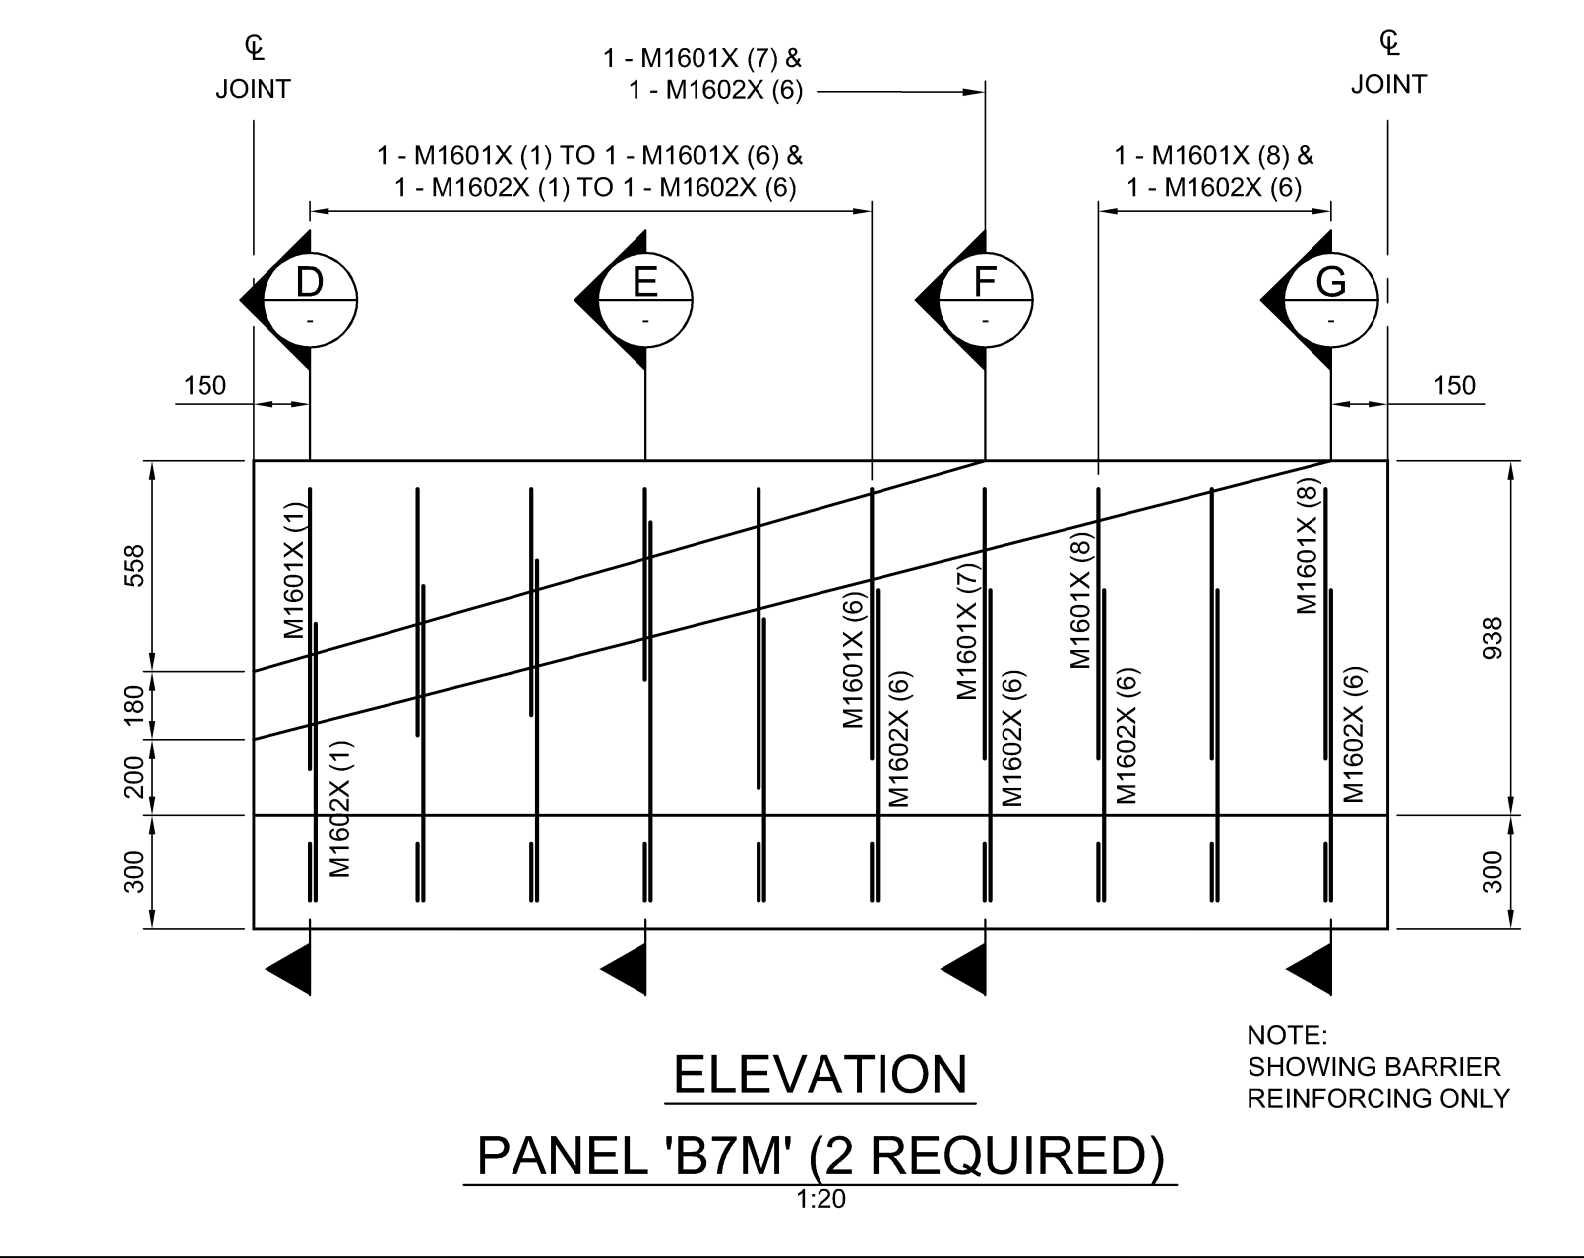 ℄
JOINT
1 - M1601X (7) &
1 - M1602X (6)
℄
JOINT
1 - M1601X (1) TO 1 - M1601X (6) &
1 - M1602X (1) TO 1 - M1602X (6)
1 - M1601X (8) &
1 - M1602X (6)
D
-
E
-
F
-
G
-
150
150
558
180
200
300
938
300
M1601X (1)
M1602X (1)
M1601X (6)
M1602X (6)
M1601X (7)
M1602X (6)
M1601X (8)
M1602X (6)
M1601X (8)
M1602X (6)
NOTE:
SHOWING BARRIER
REINFORCING ONLY
ELEVATION
PANEL 'B7M' (2 REQUIRED)
1:20